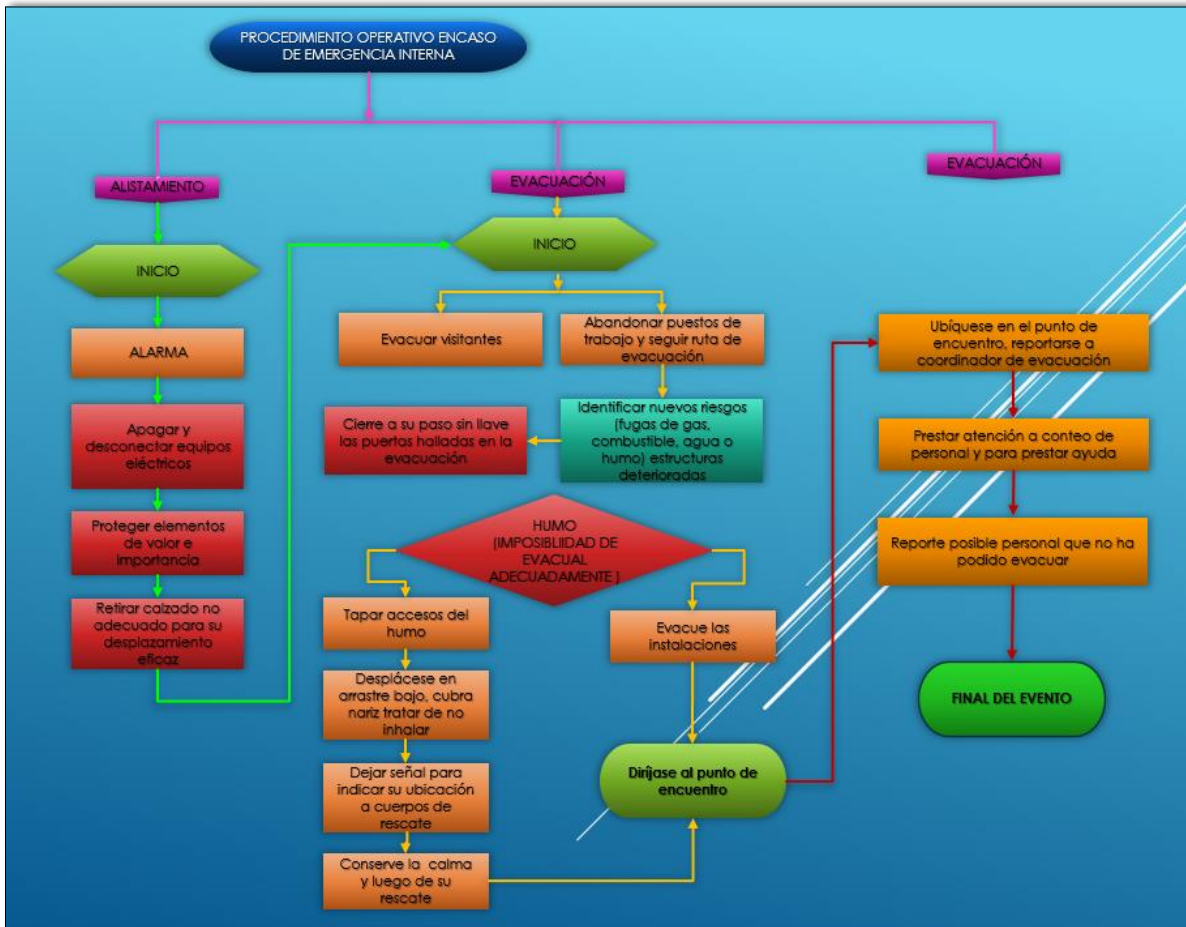 PROCEDIMIENTO OPERATIVO ENCASO
DE EMERGENCIA INTERNA
ALISTAMIENTO
INICIO
ALARMA
Apagar y
desconectar equipos
eléctricos
Proteger elementos
de valor e
importancia
Retirar calzado no
adecuado para su
desplazamiento
eficaz
EVACUACIÓN
INICIO
Evacuar visitantes
Abandonar puestos de
trabajo y seguir ruta de
evacuación
Identificar nuevos riesgos
(fugas de gas,
combustible, agua o
humo) estructuras
deterioradas
Cierre a su paso sin llave
las puertas halladas en la
evacuación
HUMO
(IMPOSIBLIIDAD DE
EVACUAL
ADECUADAMENTE )
Tapar accesos del
humo
Desplácese en
arrastre bajo, cubra
nariz tratar de no
inhalar
Dejar señal para
indicar su ubicación
a cuerpos de
rescate
Conserve la calma
y luego de su
rescate
Evacue las
instalaciones
Diríjase al punto de
encuentro
EVACUACIÓN
Ubíquese en el punto de
encuentro, reportarse a
coordinador de evacuación
Prestar atención a conteo de
personal y para prestar ayuda
Reporte posible personal que no ha
podido evacuar
FINAL DEL EVENTO